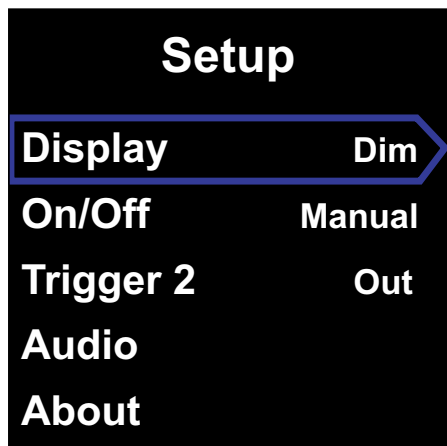 Setup
Display Dim
On/Off Manual
Trigger 2 Out
Audio
About